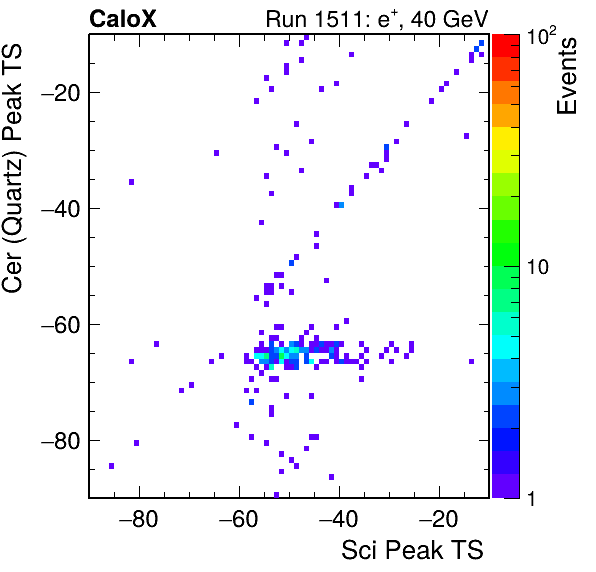 CaloX Run 1511: e⁺, 40 GeV
Cer (Quartz) Peak TS
−20
−40
−60
−80
−80 −60 −40 −20
Sci Peak TS
10²
10
1
Events